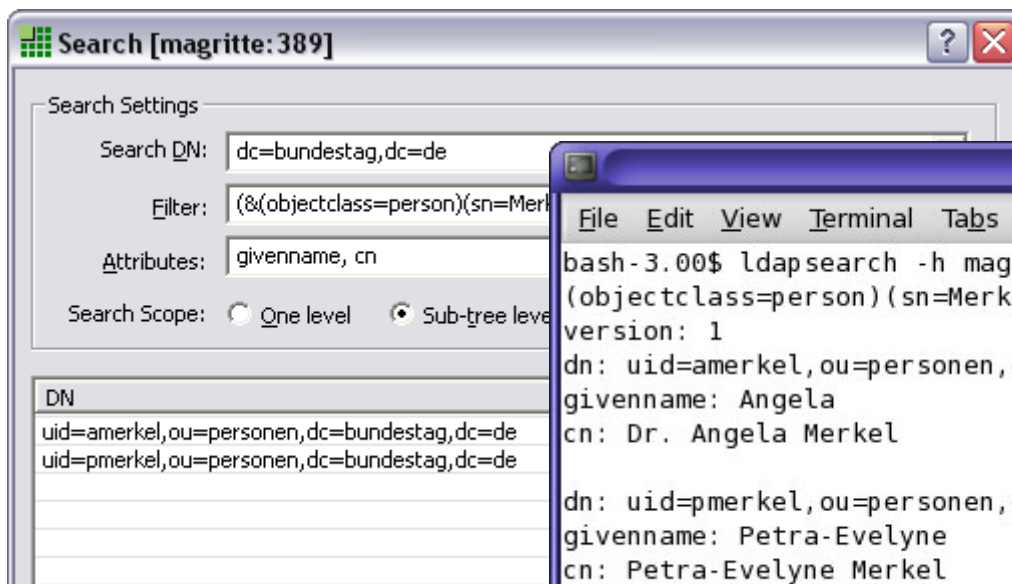 Search [magritte:389]
?
Search Settings
Search DN: dc=bundestag,dc=de
Filter: (&(objectclass=person)(sn=Merk
Attributes: givenname, cn
Search Scope: One level Sub-tree leve
DN
uid=amerkel,ou=personen,dc=bundestag,dc=de
uid=pmerkel,ou=personen,dc=bundestag,dc=de
File Edit View Terminal Tabs
bash-3.00$ ldapsearch -h mag
(objectclass=person)(sn=Merk
version: 1
dn: uid=amerkel,ou=personen,
givenname: Angela
cn: Dr. Angela Merkel
dn: uid=pmerkel,ou=personen,
givenname: Petra-Evelyne
cn: Petra-Evelyne Merkel